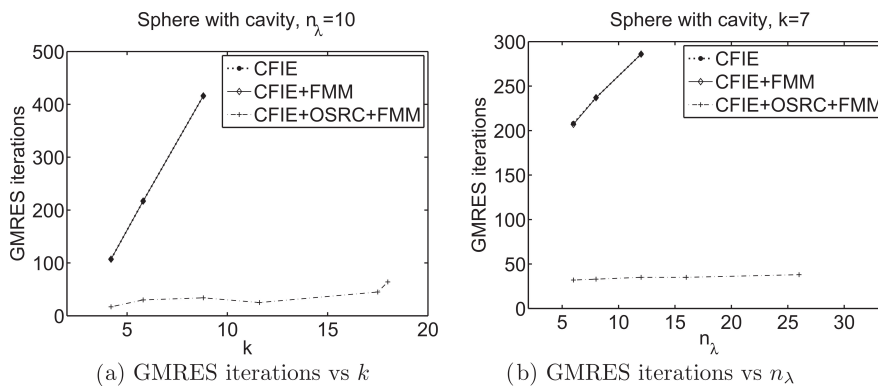 Sphere with cavity, nλ=10
500
400
300
200
100
0
GMRES iterations
CFIE
CFIE+FMM
CFIE+OSRC+FMM
5
10
15
20
k
(a) GMRES iterations vs k
Sphere with cavity, k=7
300
250
200
150
100
50
0
GMRES iterations
CFIE
CFIE+FMM
CFIE+OSRC+FMM
5
10
15
20
25
30
nλ
(b) GMRES iterations vs nλ